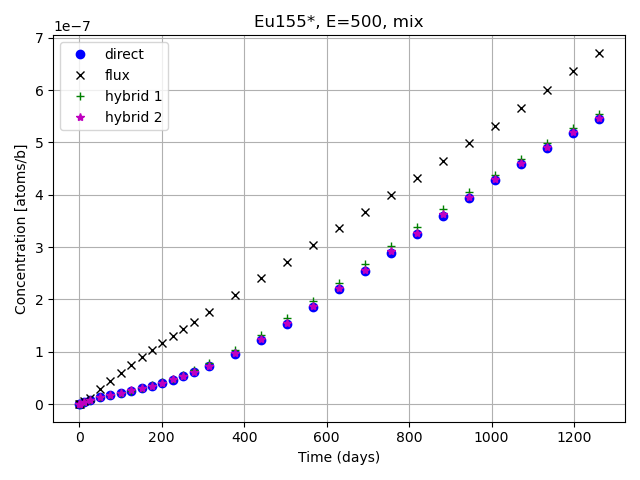 Eu155*, E=500, mix
1e−7
7
6
5
4
3
2
1
0
Concentration [atoms/b]
direct
flux
hybrid 1
hybrid 2
0 200 400 600 800 1000 1200
Time (days)